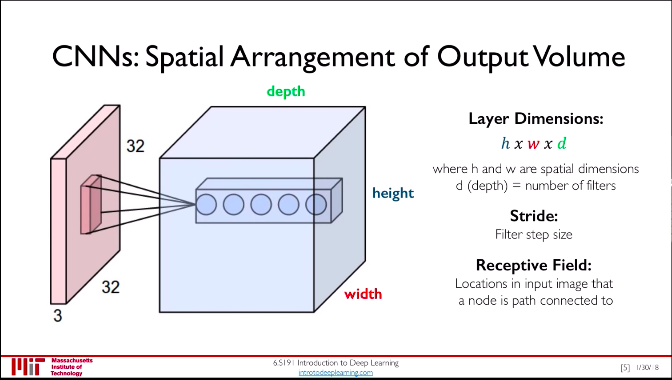 CNNs: Spatial Arrangement of Output Volume
depth
32
height
32
width
3
Layer Dimensions:
h x w x d
where h and w are spatial dimensions
d (depth) = number of filters
Stride:
Filter step size
Receptive Field:
Locations in input image that
a node is path connected to
Massachusetts
Institute of
Technology
6.S191 Introduction to Deep Learning
introtodeeplearning.com
[5] 1/30/18